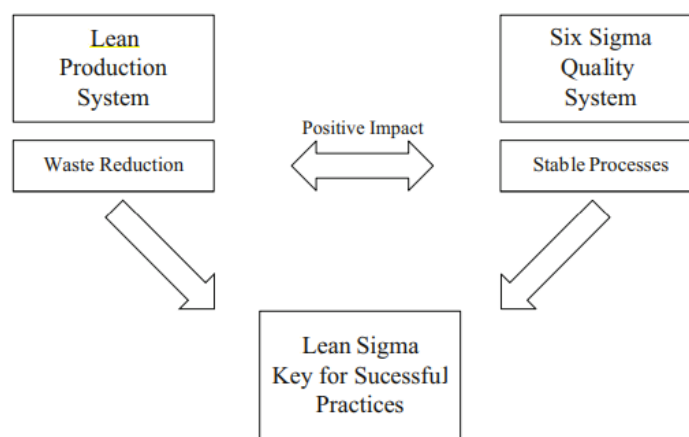 Lean
Production
System
Six Sigma
Quality
System
Positive Impact
Waste Reduction
Stable Processes
Lean Sigma
Key for Sucessful
Practices